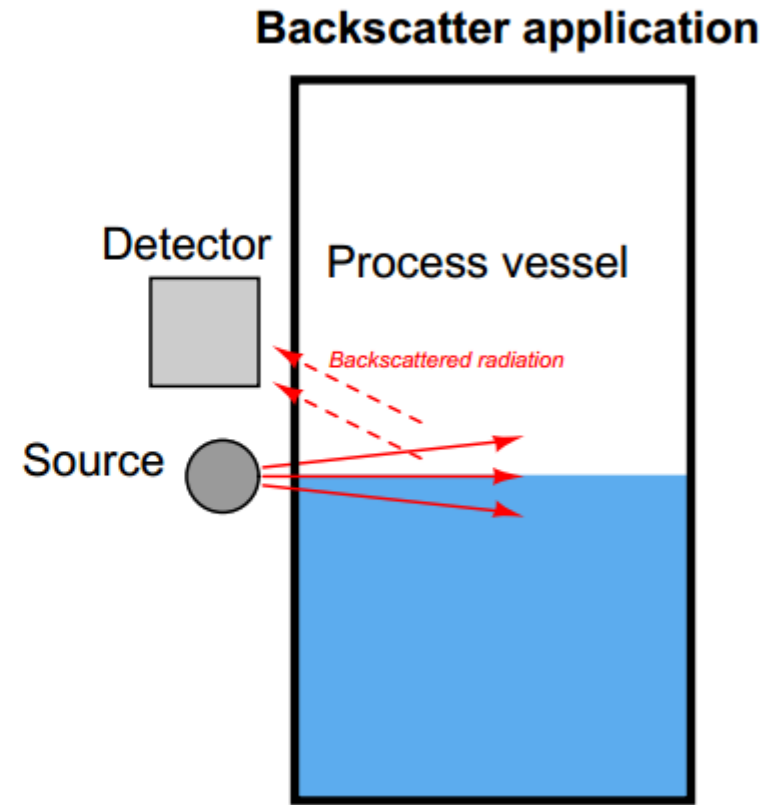 Backscatter application
Detector
Process vessel
Backscattered radiation
Source